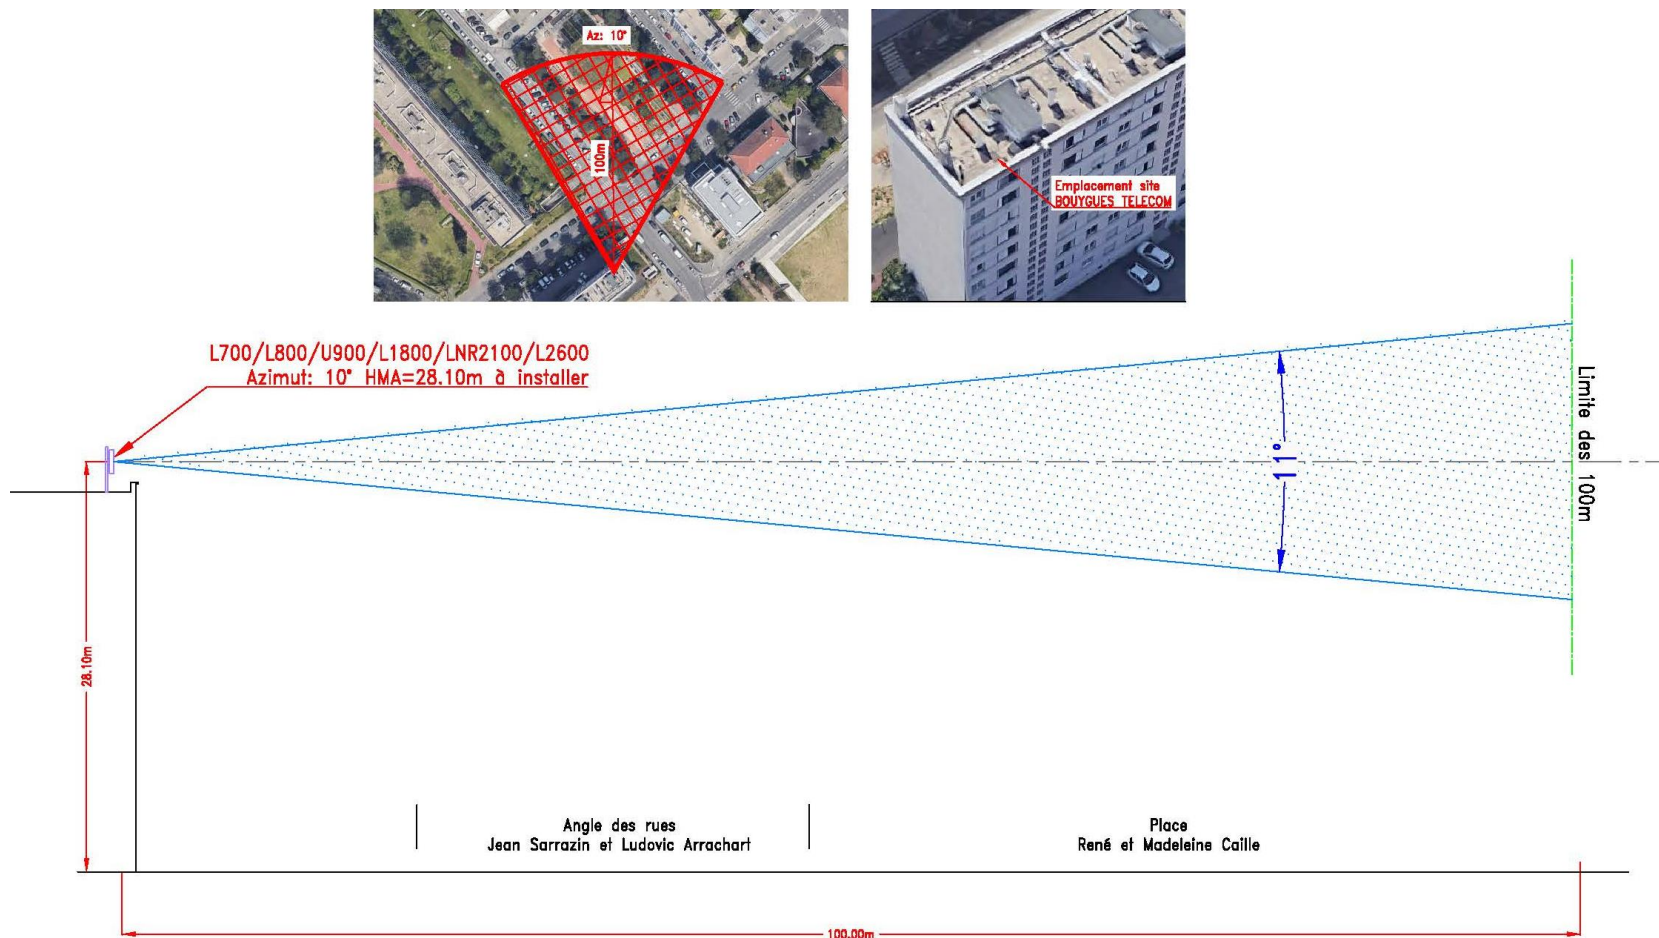 Az: 10°
100m
Emplacement site
BOUYGUES TELECOM
L700/L800/U900/L1800/LNR2100/L2600
Azimut: 10° HMA=28.10m à installer
Limite des 100m
11°
28.10m
Angle des rues
Jean Sarrazin et Ludovic Arrachart
Place
René et Madeleine Caille
100.00m